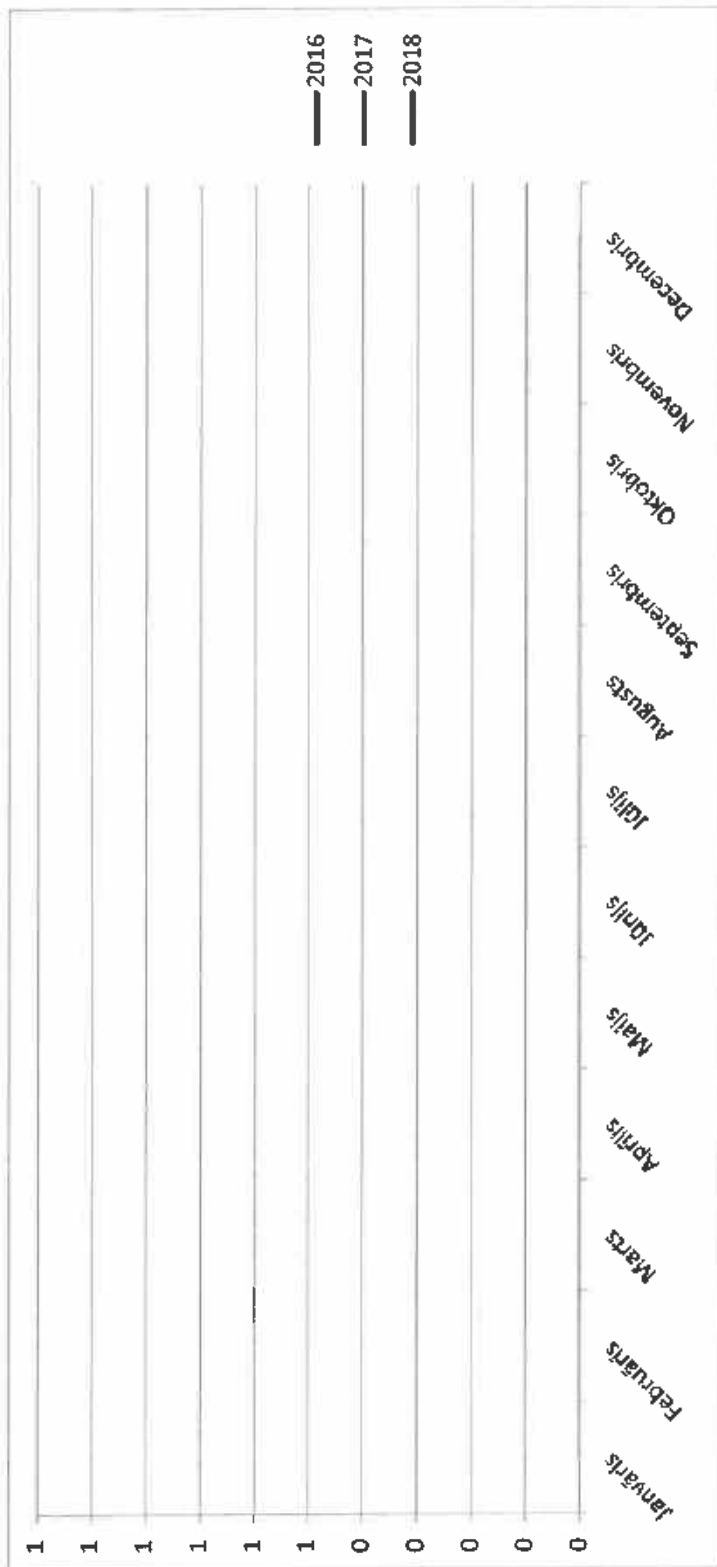 1
1
1
1
1
1
0
0
0
0
0
Janvāris
Februāris
Marts
Aprīlis
Maijs
Jūnijs
Jūlijs
Augusts
Septembris
Oktobris
Novembris
Decembris
2016
2017
2018